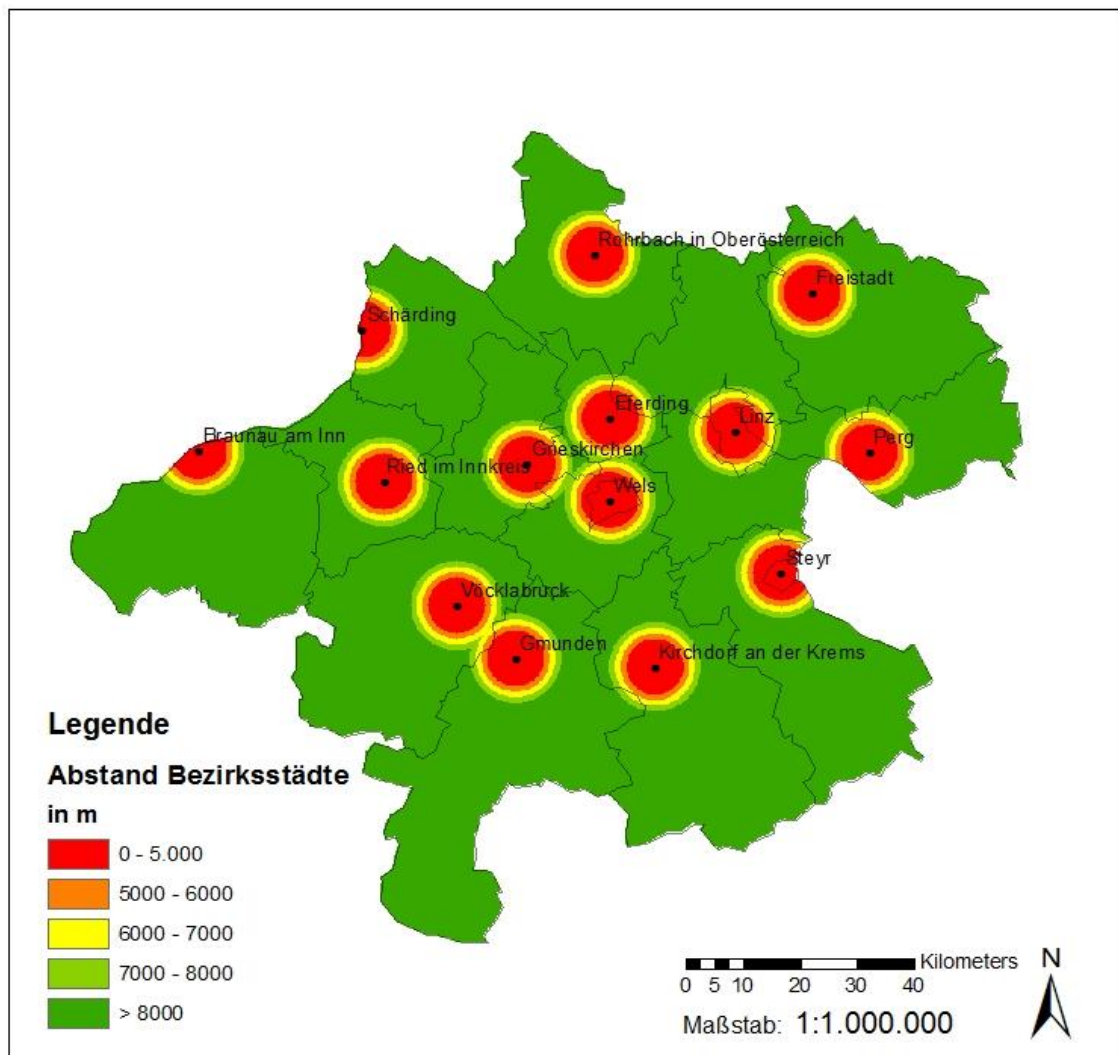 Rohrbach in Oberösterreich
Freistadt
Schärding
Eferding
Linz
Braunau am Inn
Perg
Grieskirchen
Ried im Innkreis
Wels
Steyr
Vöcklabruck
Gmunden
Kirchdorf an der Krems
Legende
Abstand Bezirksstädte
in m
0 - 5.000
5000 - 6000
6000 - 7000
7000 - 8000
> 8000
Kilometers
0 5 10 20 30 40
Maßstab: 1:1.000.000
N